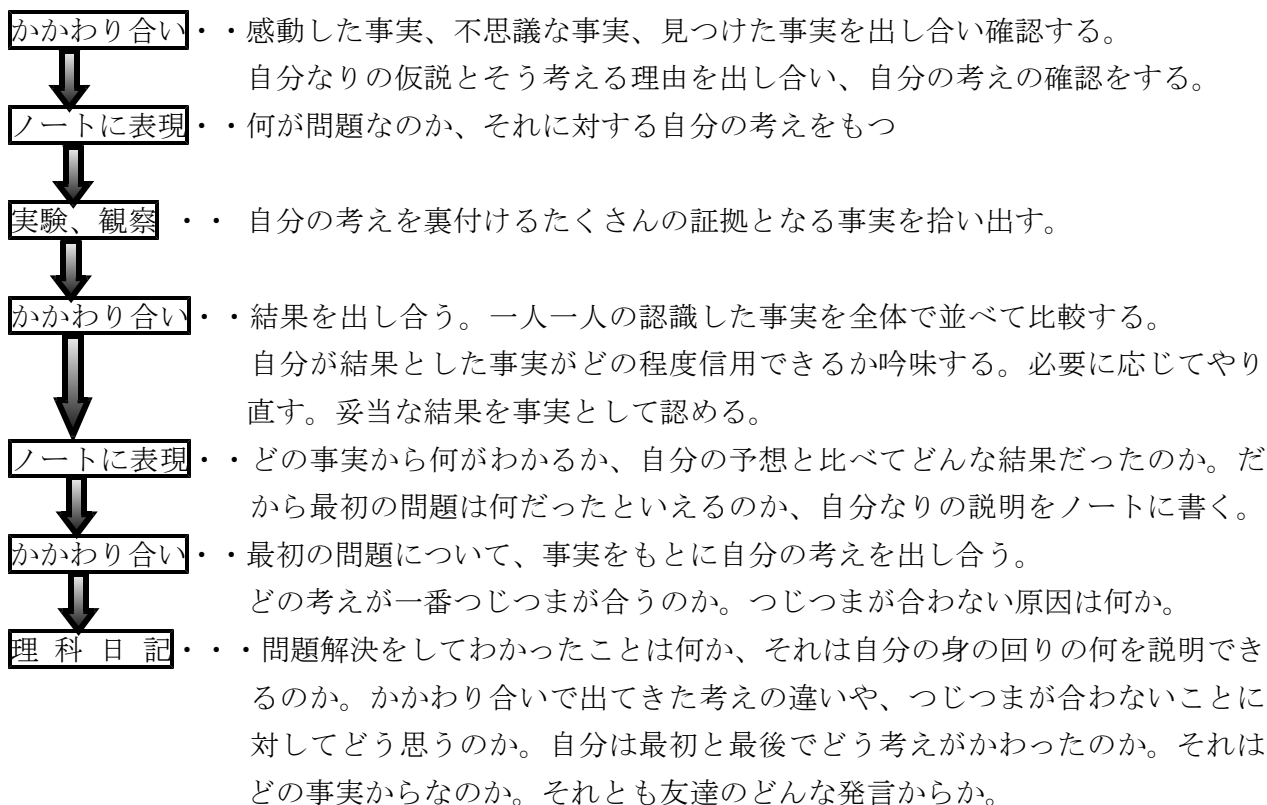 かかわり合い・・感動した事実、不思議な事実、見つけた事実を出し合い確認する。
自分なりの仮説とそう考える理由を出し合い、自分の考えの確認をする。
ノートに表現・・何が問題なのか、それに対する自分の考えをもつ
実験、観察 ・・ 自分の考えを裏付けるたくさんの証拠となる事実を拾い出す。
かかわり合い・・結果を出し合う。一人一人の認識した事実を全体で並べて比較する。
自分が結果とした事実がどの程度信用できるか吟味する。必要に応じてやり
直す。妥当な結果を事実として認める。
ノートに表現・・どの事実から何がわかるか、自分の予想と比べてどんな結果だったのか。だ
から最初の問題は何だったといえるのか、自分なりの説明をノートに書く。
かかわり合い・・最初の問題について、事実をもとに自分の考えを出し合う。
どの考えが一番つじつまが合うのか。つじつまが合わない原因は何か。
理 科 日 記・・・問題解決をしてわかったことは何か、それは自分の身の回りの何を説明でき
るのか。かかわり合いで出てきた考えの違いや、つじつまが合わないことに
対してどう思うのか。自分は最初と最後でどう考えがかわったのか。それは
どの事実からなのか。それとも友達のどんな発言からか。